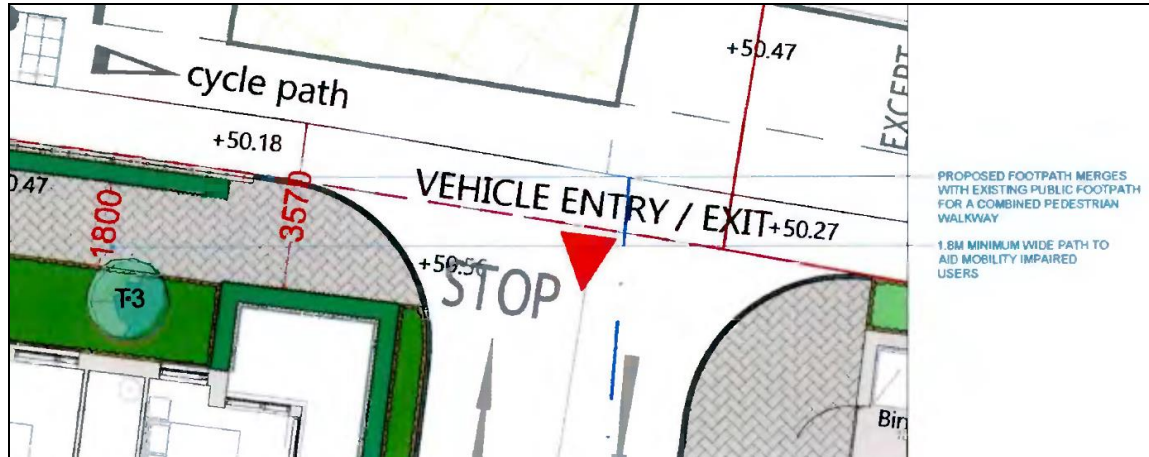 +50.47
EXCEPT
cycle path
+50.18
0.47
1800
3570
VEHICLE ENTRY / EXIT
+50.27
+50.56
STOP
T-3
Bin
PROPOSED FOOTPATH MERGES
WITH EXISTING PUBLIC FOOTPATH
FOR A COMBINED PEDESTRIAN
WALKWAY
1.8M MINIMUM WIDE PATH TO
AID MOBILITY IMPAIRED
USERS